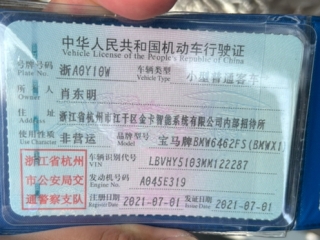 中华人民共和国机动车行驶证
Vehicle License of the People's Republic of China
号牌号码 浙A0Y10W 车辆类型 小型普通客车
Plate No. Vehicle Type
所有人 肖东明
Owner
住址 浙江省杭州市江干区金卡智能系统有限公司内部招待所
Address
使用性质 非营运 品牌型号 宝马牌BMW6462FS(BMWX1)
Use Character Model
浙江省杭州市公安局交通警察支队
车辆识别代号 LBVHY5103MM122287
VIN
发动机号码 A045E319
Engine No.
注册日期 2021-07-01 发证日期 2021-07-01
Register Date Issue Date